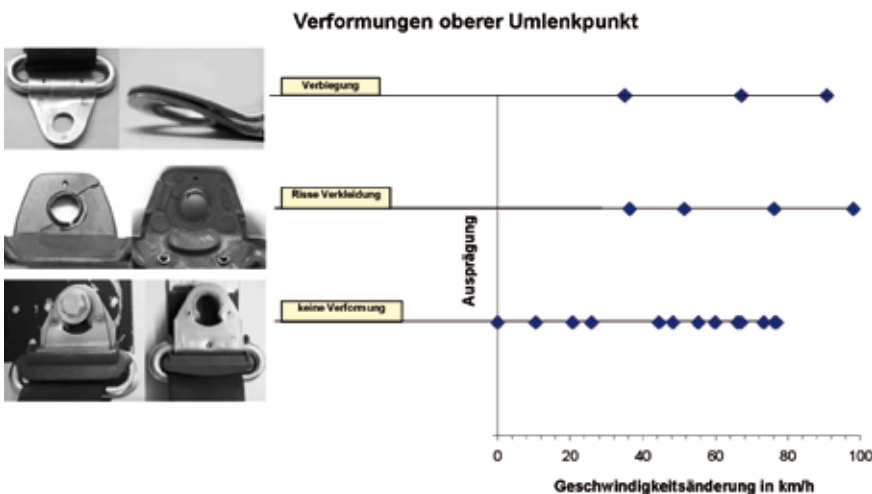 Verformungen oberer Umlenkpunkt
Verbiegung
Risse Verkleidung
keine Verformung
Ausprägung
0 20 40 60 80 100
Geschwindigkeitsänderung in km/h